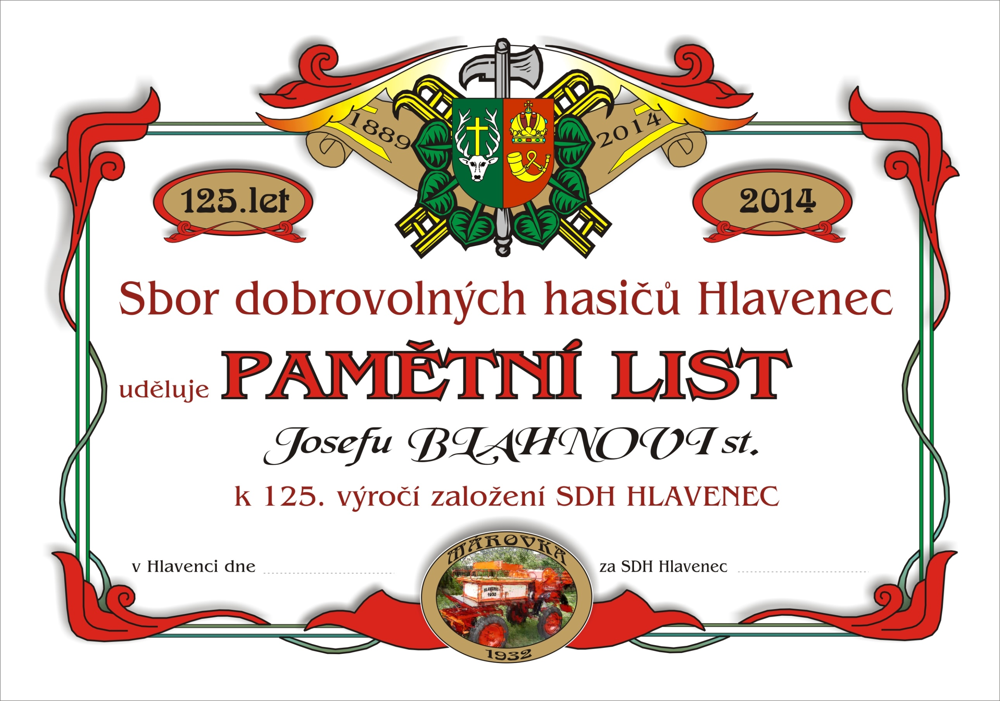 1889
2014
125.let
2014
Sbor dobrovolných hasičů Hlavenec
uděluje PAMĚTNÍ LIST
Josefu BLAHNOVI st.
k 125. výročí založení SDH HLAVENEC
MÁROVKA
v Hlavenci dne
za SDH Hlavenec
HLAVENEC
1932
1932